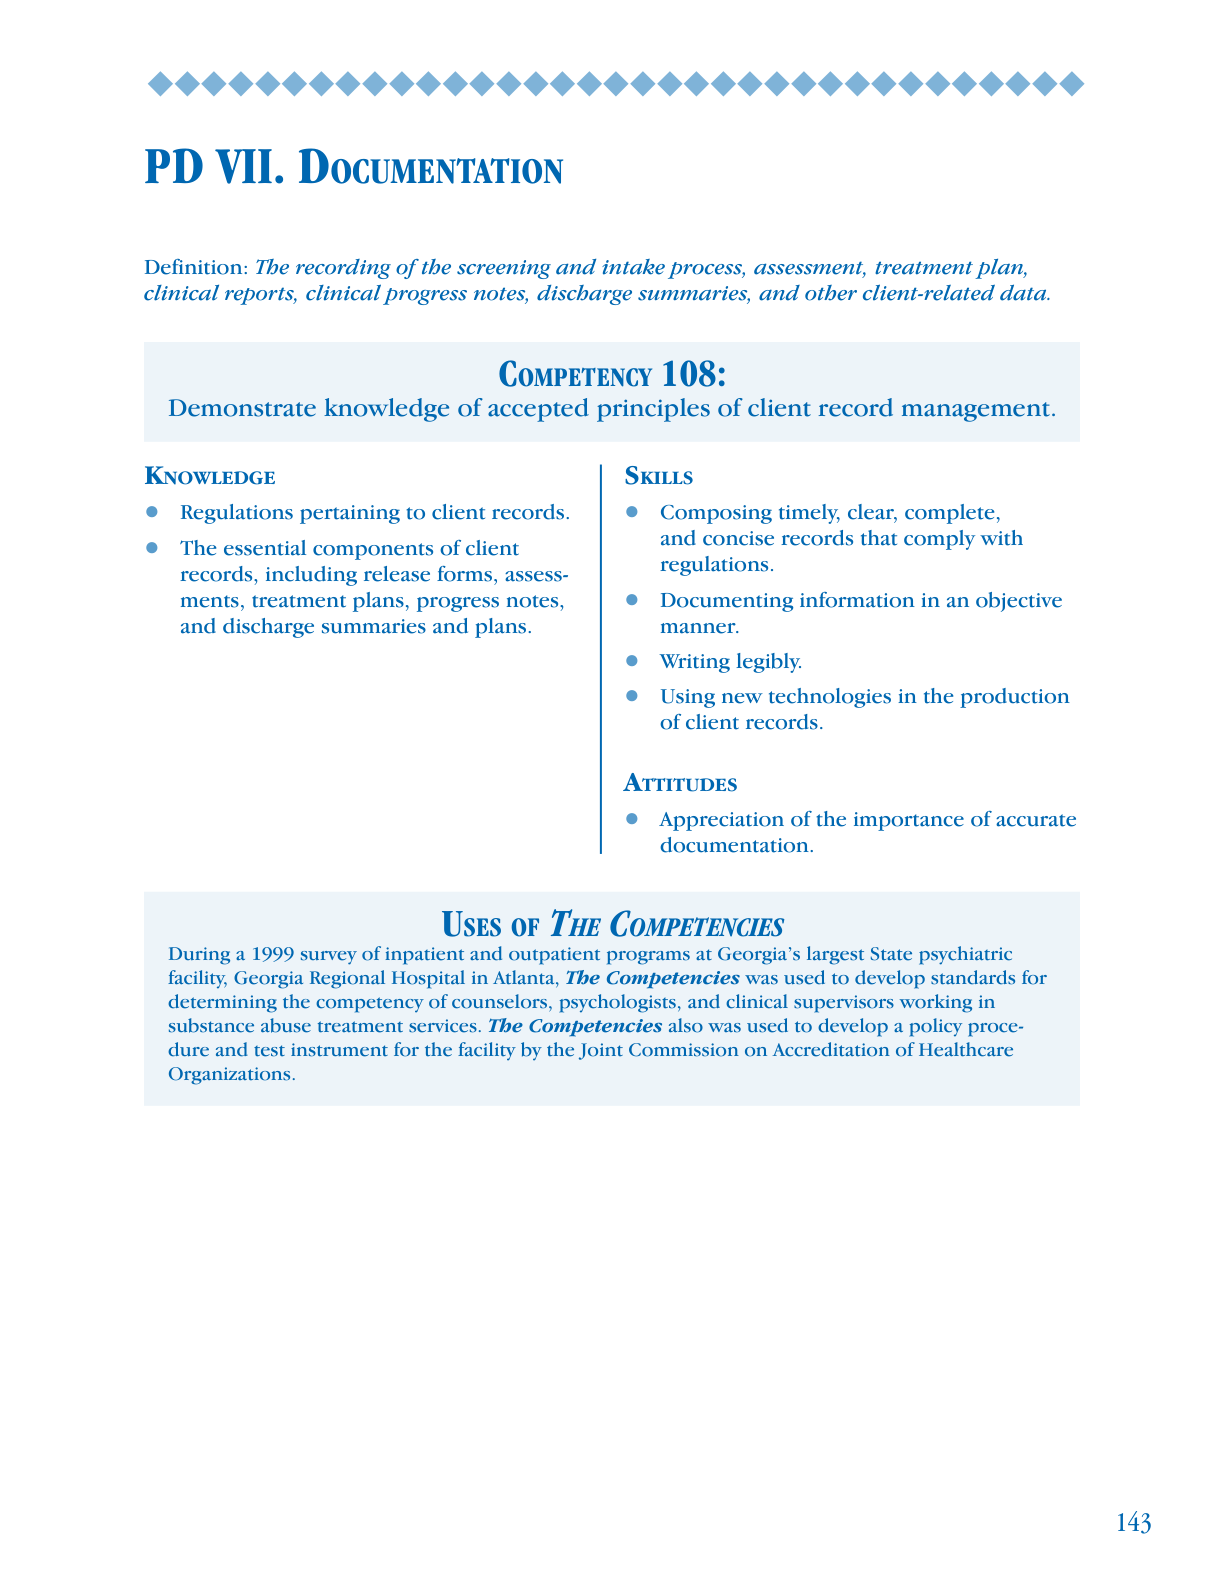 PD VII. Documentation
Definition: The recording of the screening and intake process, assessment, treatment plan,
clinical reports, clinical progress notes, discharge summaries, and other client-related data.
Competency 108:
Demonstrate knowledge of accepted principles of client record management.
Knowledge
● Regulations pertaining to client records.
● The essential components of client
records, including release forms, assess-
ments, treatment plans, progress notes,
and discharge summaries and plans.
Skills
● Composing timely, clear, complete,
and concise records that comply with
regulations.
● Documenting information in an objective
manner.
● Writing legibly.
● Using new technologies in the production
of client records.
Attitudes
● Appreciation of the importance of accurate
documentation.
Uses of The Competencies
During a 1999 survey of inpatient and outpatient programs at Georgia’s largest State psychiatric
facility, Georgia Regional Hospital in Atlanta, The Competencies was used to develop standards for
determining the competency of counselors, psychologists, and clinical supervisors working in
substance abuse treatment services. The Competencies also was used to develop a policy proce-
dure and test instrument for the facility by the Joint Commission on Accreditation of Healthcare
Organizations.
143